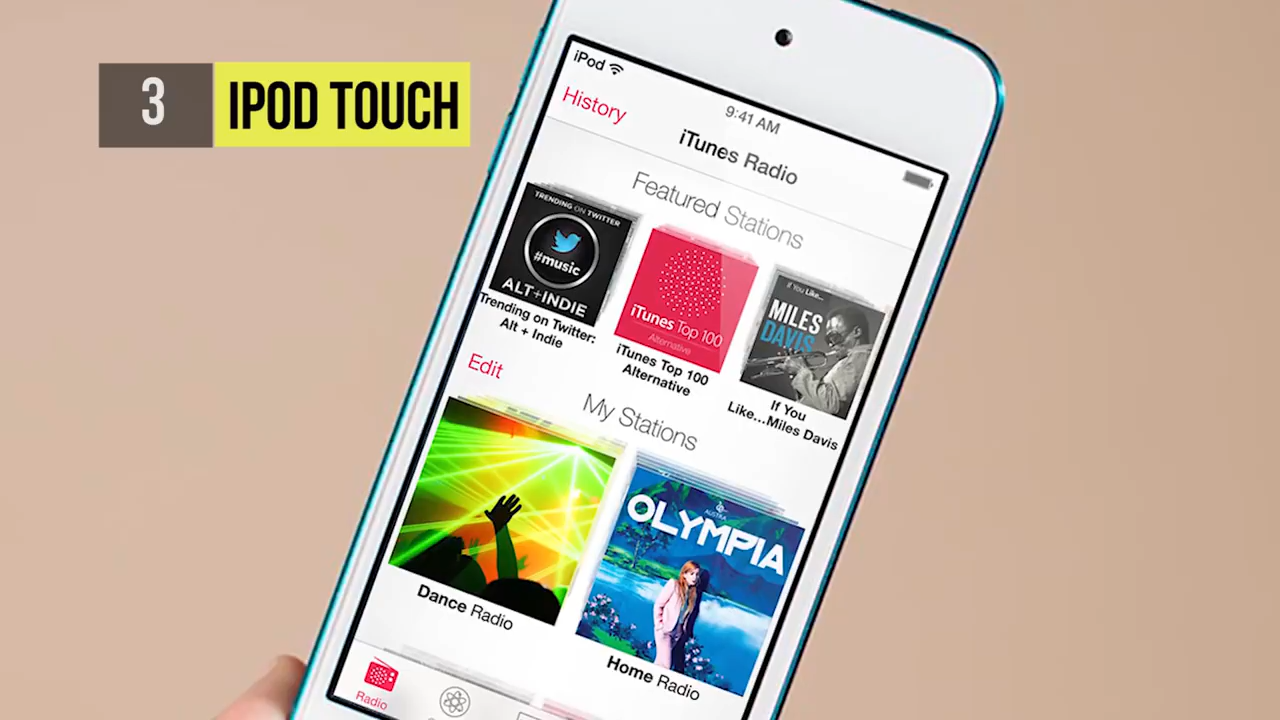 3 IPOD TOUCH
iPod
9:41 AM
History
iTunes Radio
Featured Stations
TRENDING ON TWITTER
#music
ALT+INDIE
Trending on Twitter:
Alt + Indie
iTunes Top 100
Alternative
iTunes Top 100
Alternative
If You Like...
MILES
DAVIS
If You
Like...Miles Davis
Edit
My Stations
Dance Radio
AUSTRA
OLYMPIA
Home Radio
Radio